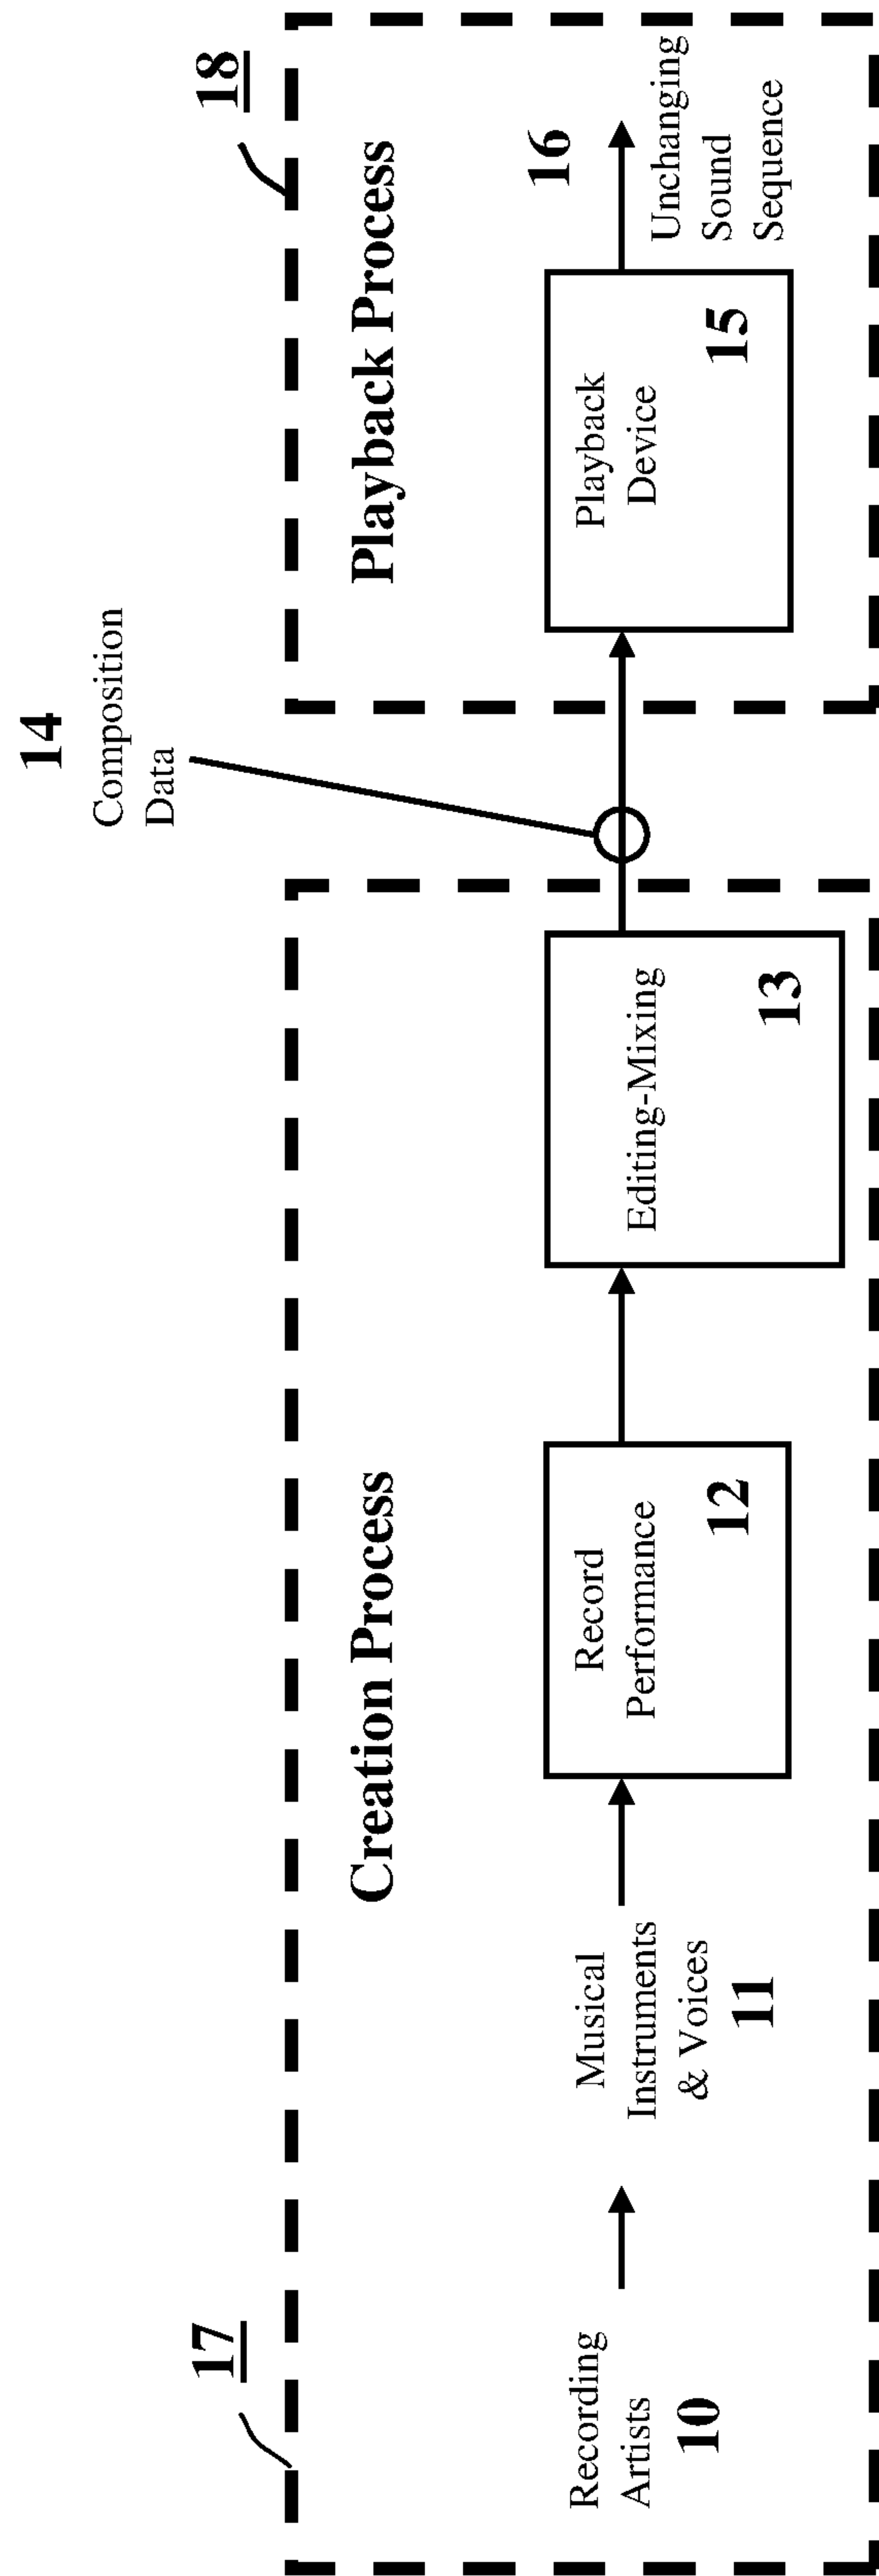 17
Creation Process
Recording
Artists
10
Musical
Instruments
& Voices
11
Record
Performance
12
Editing-Mixing
13
14
Composition
Data
18
Playback Process
Playback
Device
15
16
Unchanging
Sound
Sequence